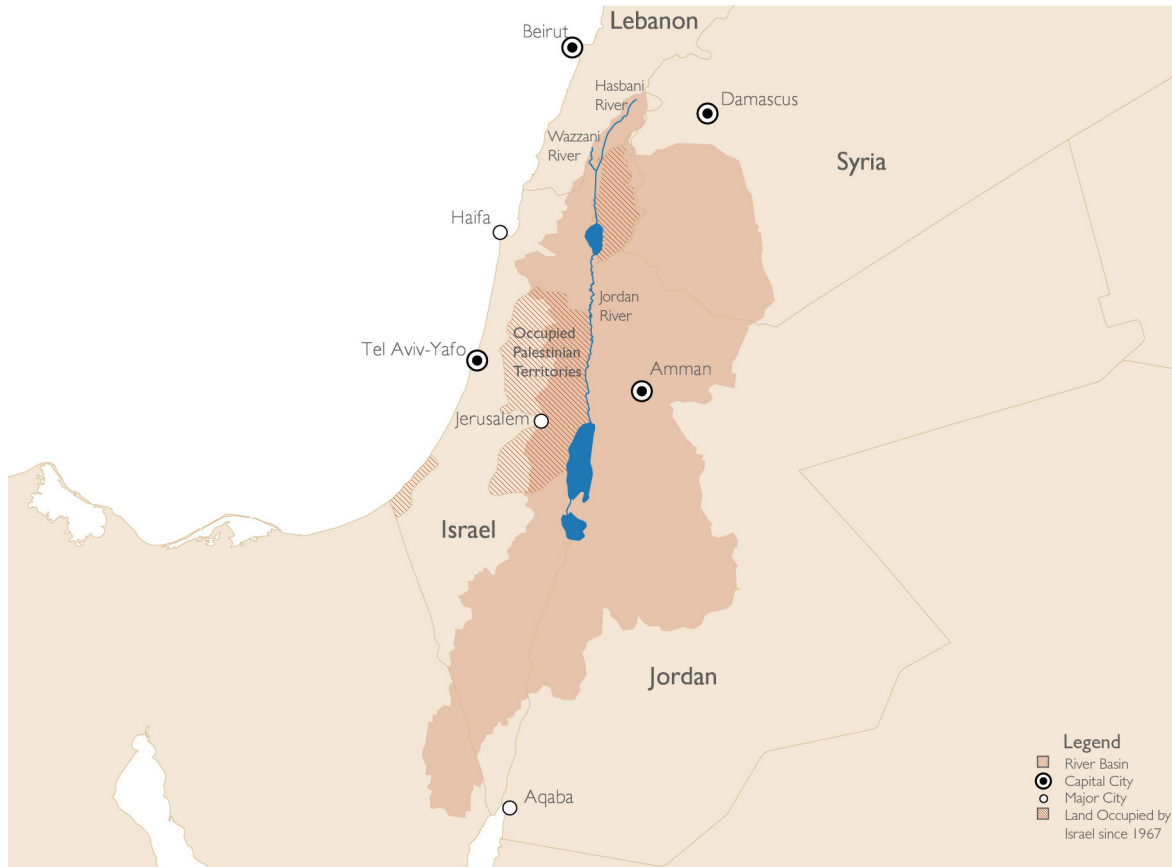 Lebanon
Beirut
Hasbani
River
Damascus
Wazzani
River
Syria
Haifa
Jordan
River
Occupied
Palestinian
Territories
Tel Aviv-Yafo
Amman
Jerusalem
Israel
Jordan
Legend
River Basin
Capital City
Major City
Land Occupied by
Israel since 1967
Aqaba